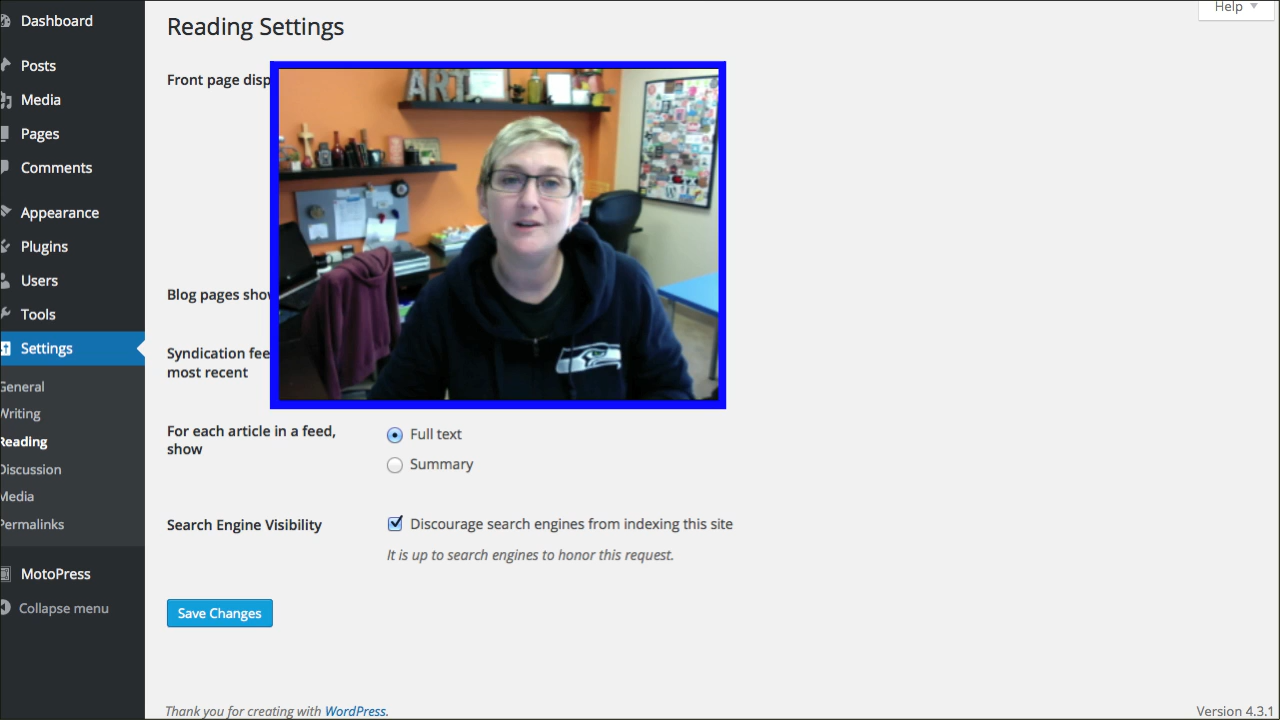 Help
Dashboard
Posts
Media
Pages
Comments
Appearance
Plugins
Users
Tools
Settings
General
Writing
Reading
Discussion
Media
Permalinks
MotoPress
Collapse menu
Reading Settings
Front page disp
ART
Blog pages show
Syndication fee
most recent
For each article in a feed,
show
Full text
Summary
Search Engine Visibility
Discourage search engines from indexing this site
It is up to search engines to honor this request.
Save Changes
Thank you for creating with WordPress.
Version 4.3.1